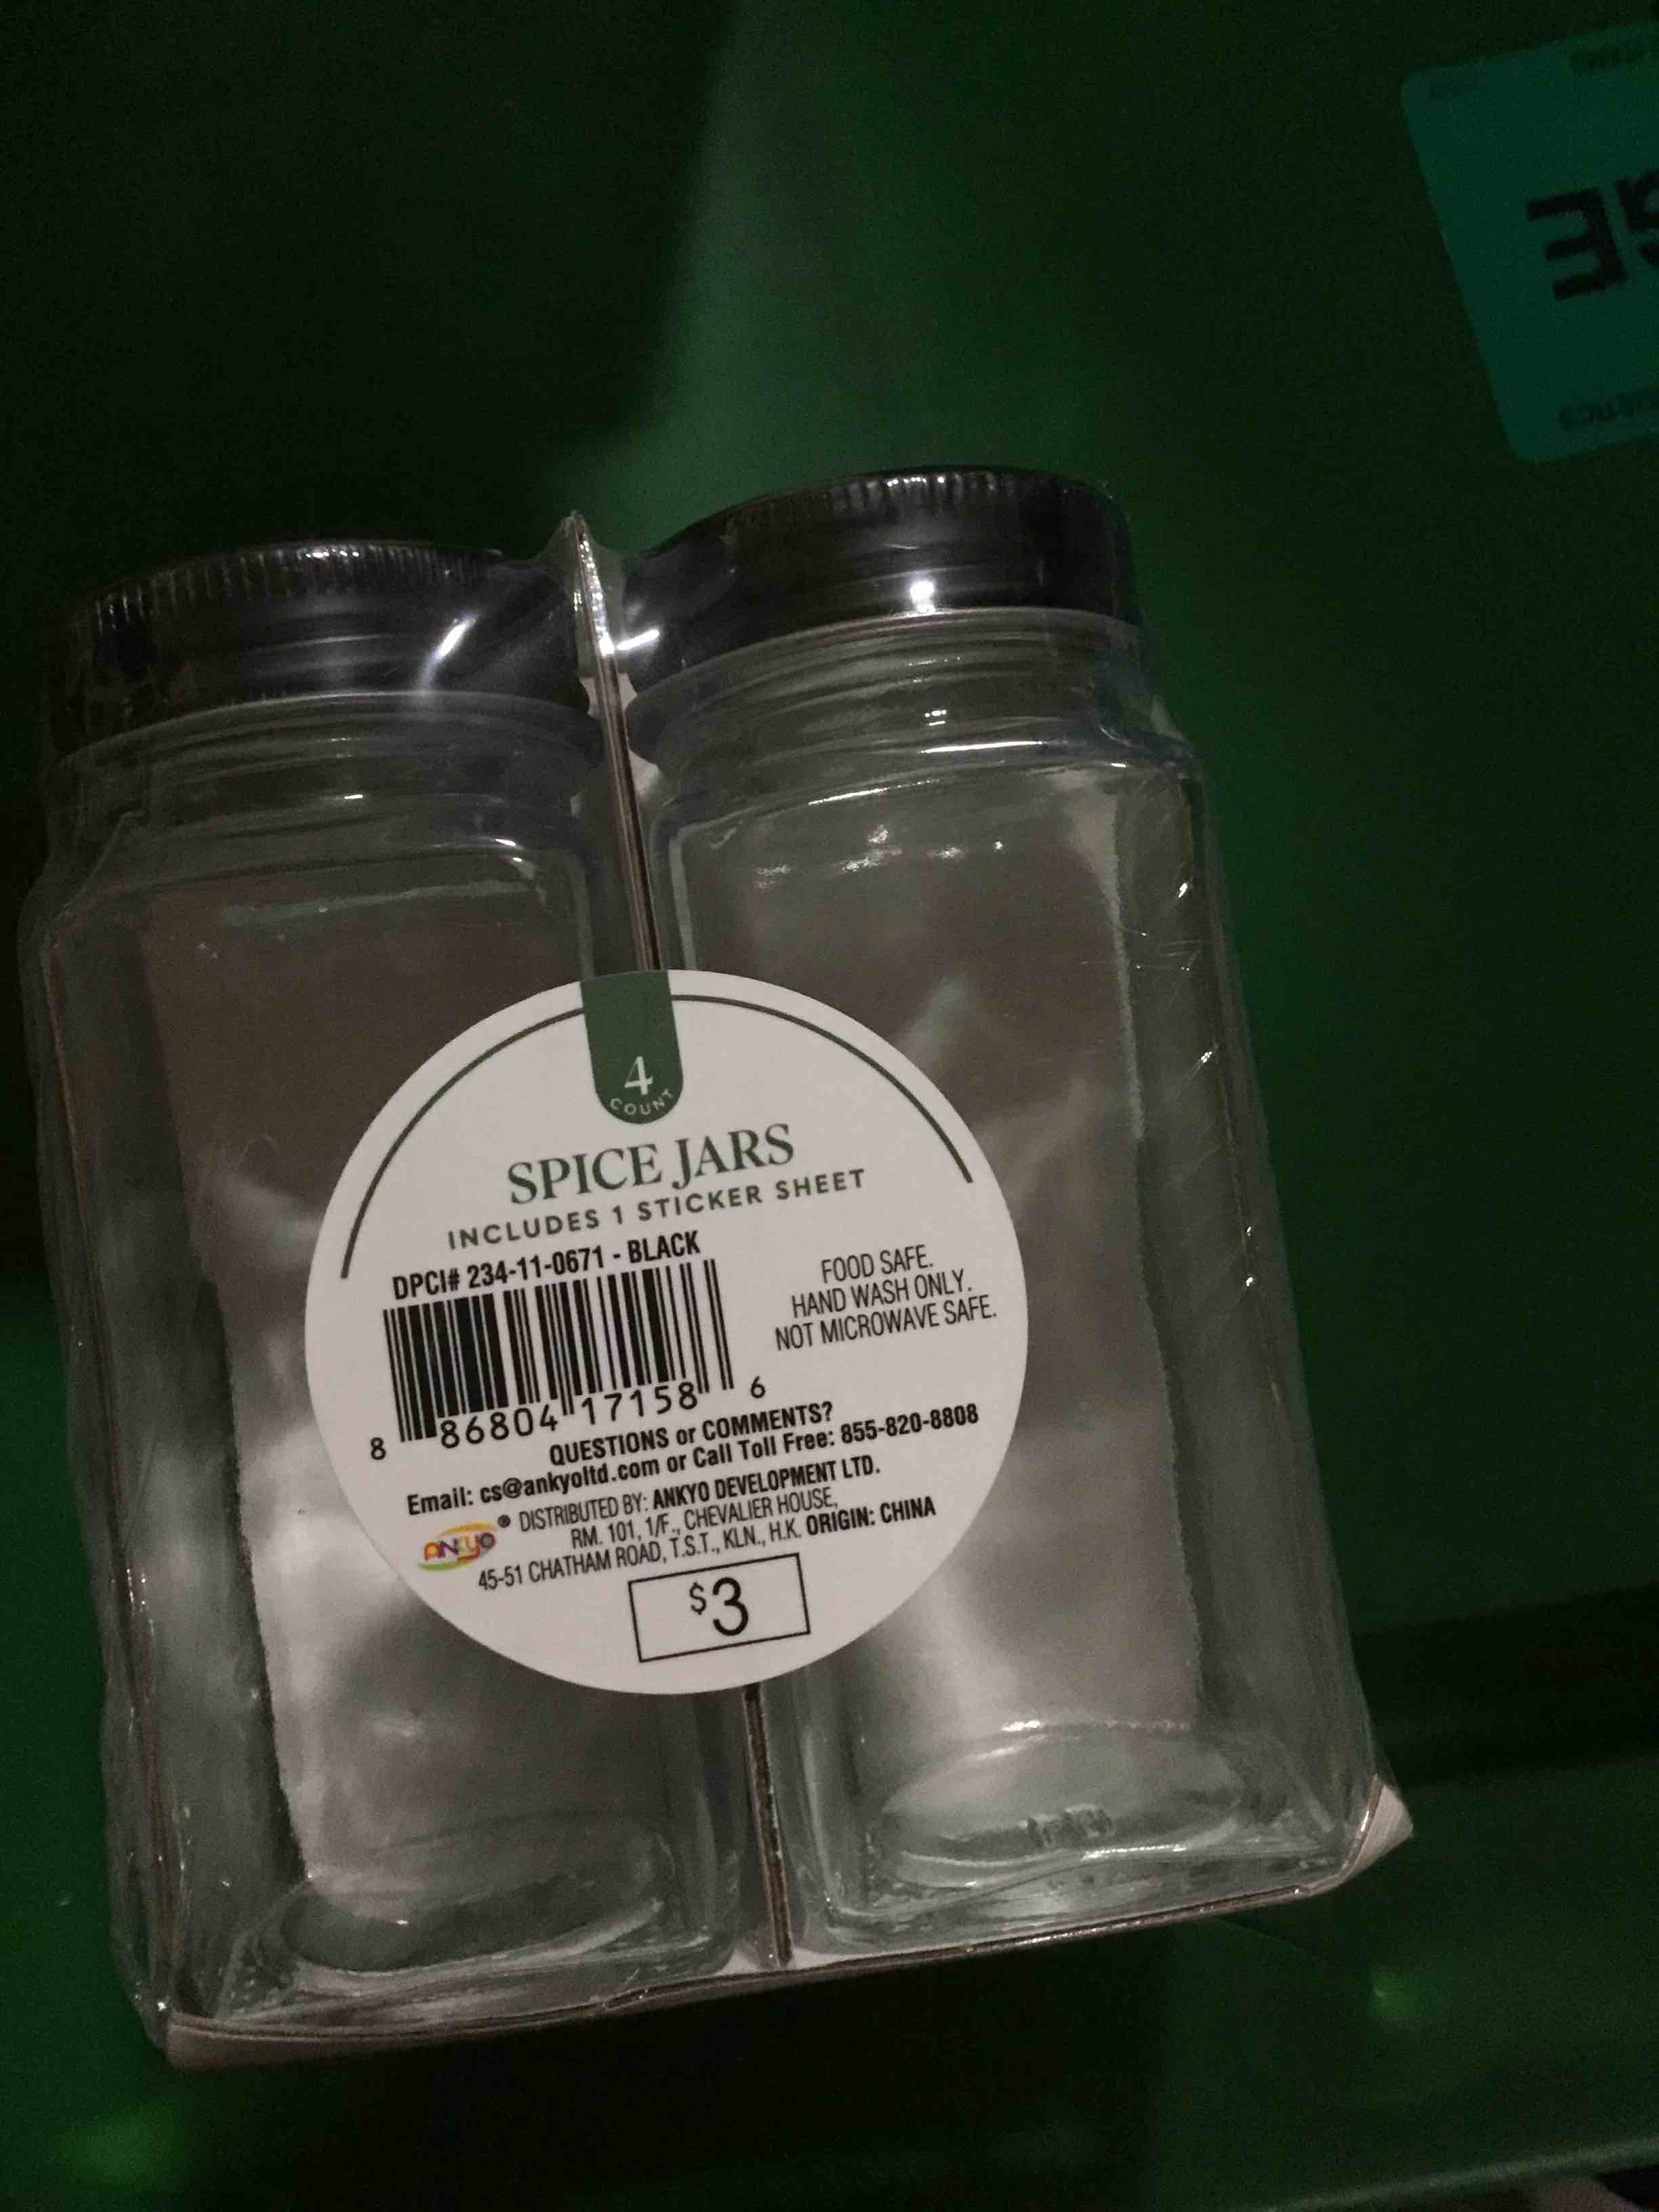 4
COUNT
SPICE JARS
INCLUDES 1 STICKER SHEET
DPCI# 234-11-0671 - BLACK
8 86804 17158 6
FOOD SAFE.
HAND WASH ONLY.
NOT MICROWAVE SAFE.
QUESTIONS or COMMENTS?
Email: cs@ankyoltd.com or Call Toll Free: 855-820-8808
ANKYO ® DISTRIBUTED BY: ANKYO DEVELOPMENT LTD.
RM. 101, 1/F., CHEVALIER HOUSE,
45-51 CHATHAM ROAD, T.S.T., KLN., H.K. ORIGIN: CHINA
$3